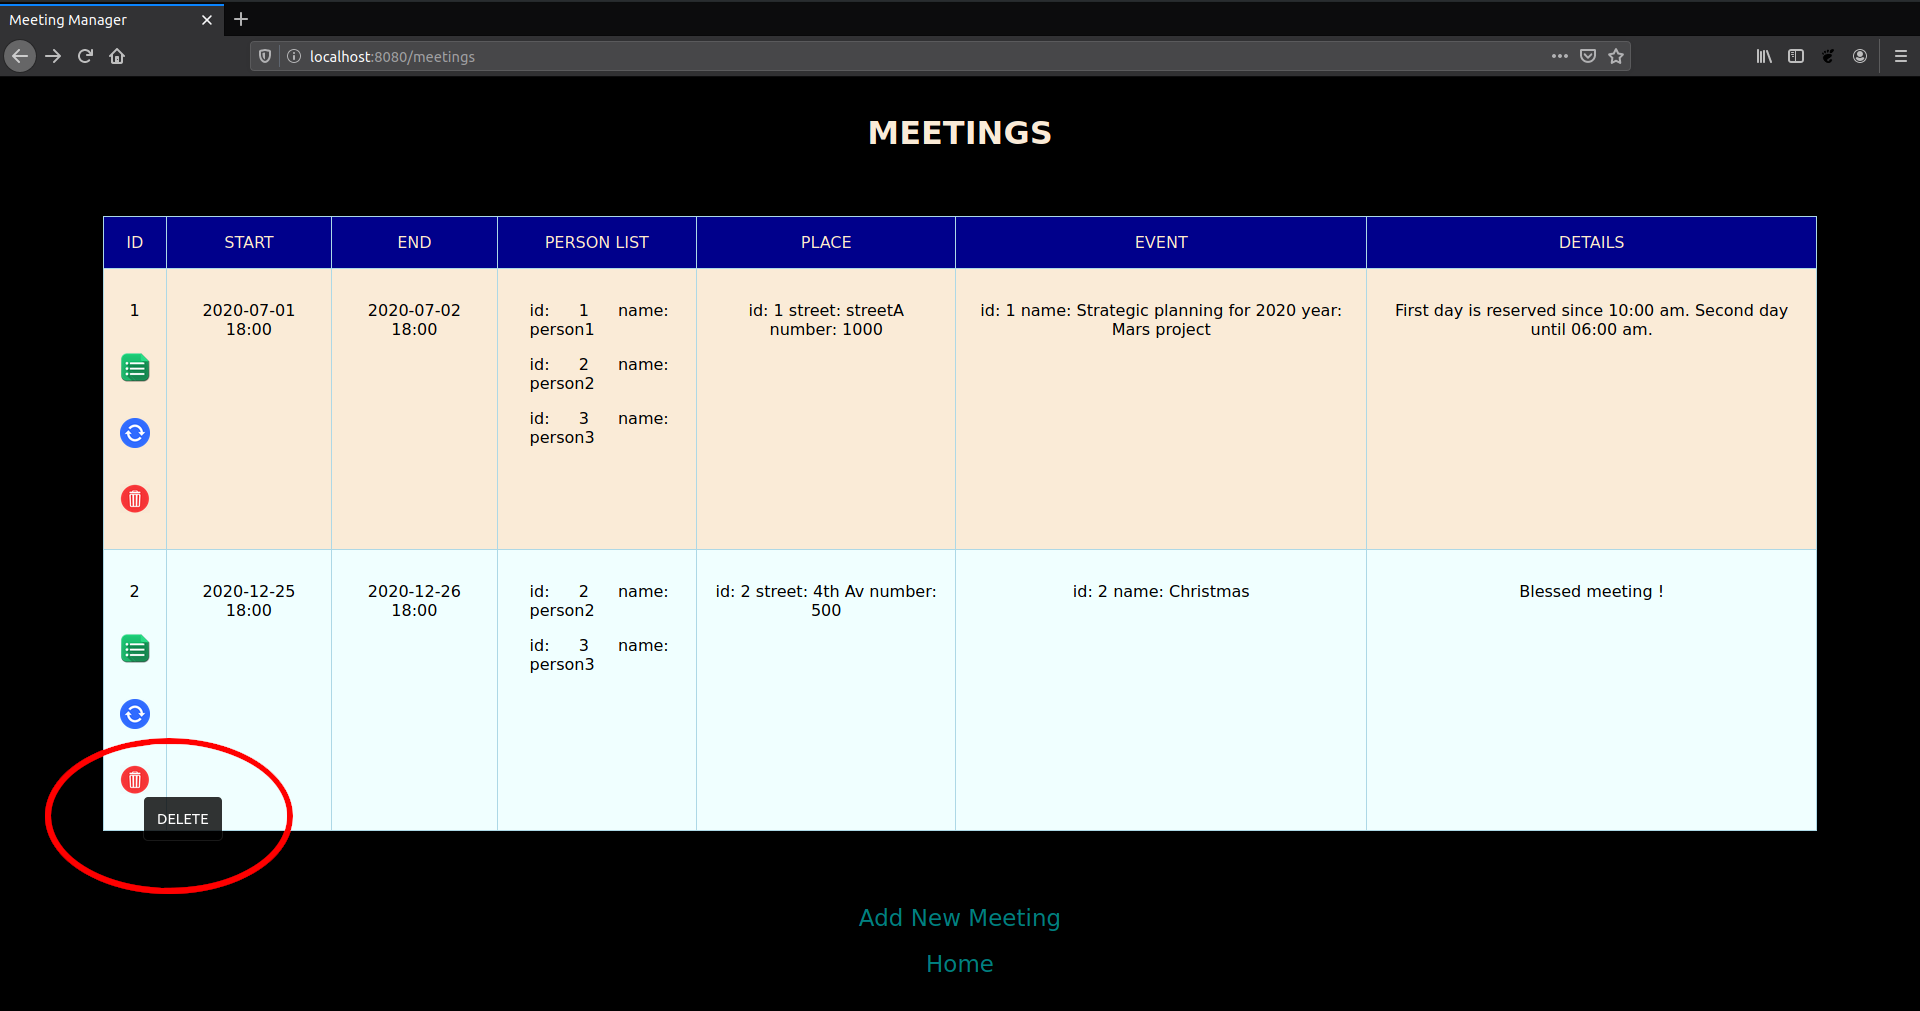 Meeting Manager
localhost:8080/meetings
MEETINGS
ID START END PERSON LIST PLACE EVENT DETAILS
1
2020-07-01
18:00
2020-07-02
18:00
id: 1 name:
person1
id: 2 name:
person2
id: 3 name:
person3
id: 1 street: streetA
number: 1000
id: 1 name: Strategic planning for 2020 year:
Mars project
First day is reserved since 10:00 am. Second day
until 06:00 am.
2
2020-12-25
18:00
2020-12-26
18:00
id: 2 name:
person2
id: 3 name:
person3
id: 2 street: 4th Av number:
500
id: 2 name: Christmas
Blessed meeting !
DELETE
Add New Meeting
Home